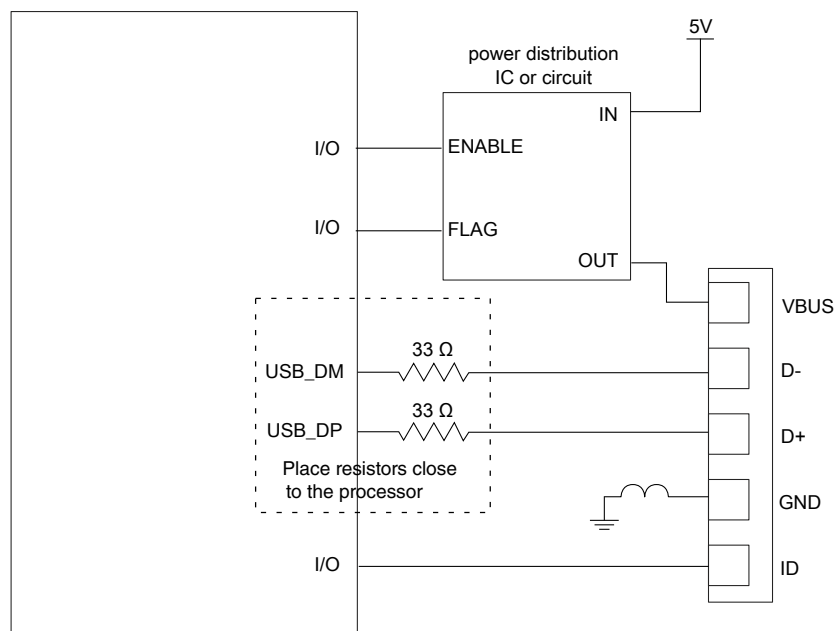 5V
power distribution
IC or circuit
IN
I/O
ENABLE
I/O
FLAG
OUT
VBUS
33 Ω
USB_DM
D-
33 Ω
USB_DP
D+
Place resistors close
to the processor
GND
I/O
ID